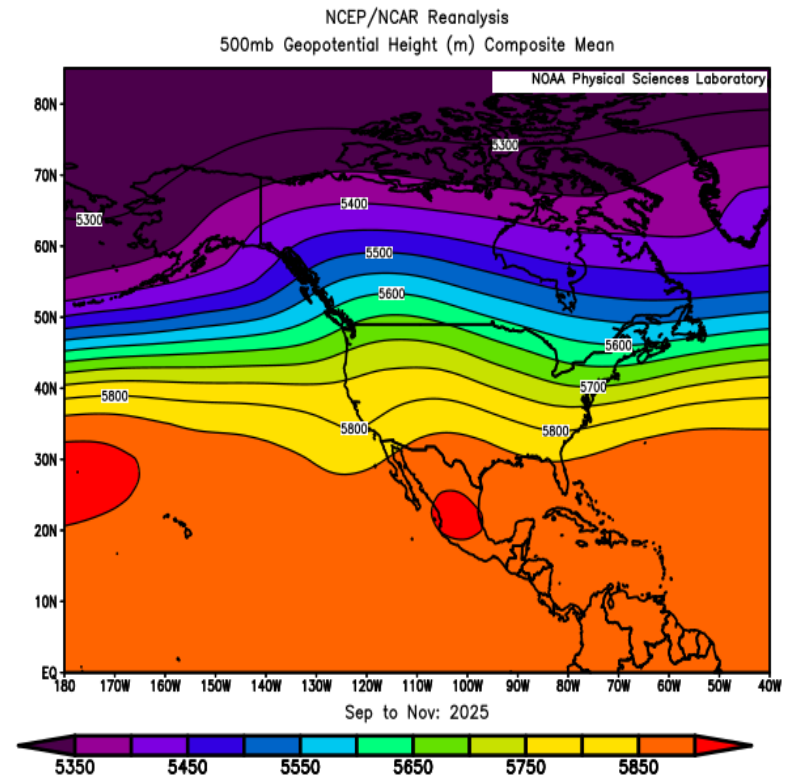 NCEP/NCAR Reanalysis
500mb Geopotential Height (m) Composite Mean
NOAA Physical Sciences Laboratory
80N
5300
70N
5400
5300
60N
5500
5600
50N
5600
5700
40N
5800
5800
5800
30N
20N
10N
EQ
180 170W 160W 150W 140W 130W 120W 110W 100W 90W 80W 70W 60W 50W 40W
Sep to Nov: 2025
5350 5450 5550 5650 5750 5850